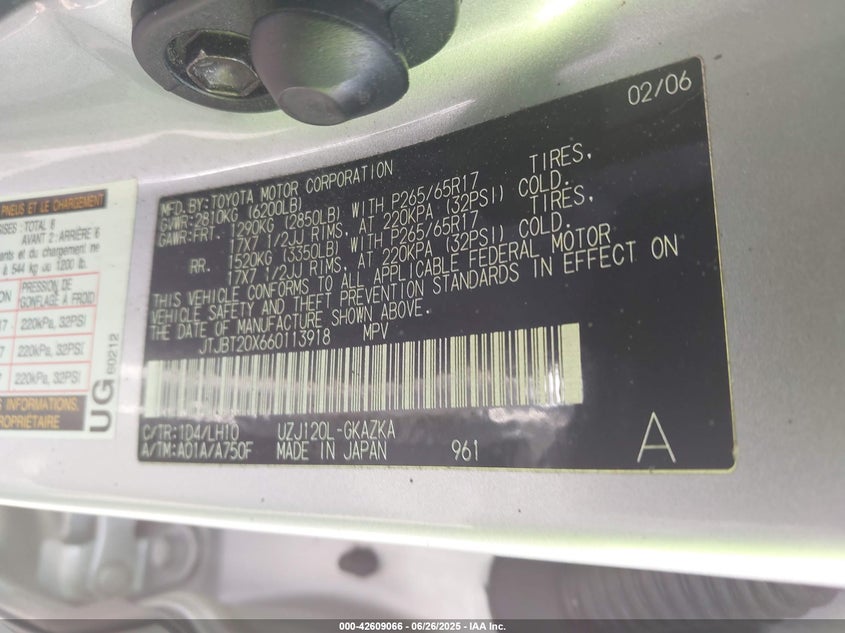 02/06
MFD. BY:TOYOTA MOTOR CORPORATION
GVWR:2810KG (6200LB)
GAWR:FRT. 1290KG (2850LB) WITH P265/65R17 TIRES,
17X7 1/2JJ RIMS, AT 220KPA (32PSI) COLD.
RR. 1520KG (3350LB) WITH P265/65R17 TIRES,
17X7 1/2JJ RIMS, AT 220KPA (32PSI) COLD.
THIS VEHICLE CONFORMS TO ALL APPLICABLE FEDERAL MOTOR
VEHICLE SAFETY AND THEFT PREVENTION STANDARDS IN EFFECT ON
THE DATE OF MANUFACTURE SHOWN ABOVE.
JTJBT20X660113918 MPV
C/TR:1D4/LH10 UZJ120L-GKAZKA
A/TM:A01A/A750F MADE IN JAPAN 961
A
PNEUS ET LE CHARGEMENT
TOTAL 8
AVANT 2: ARRIÈRE 6
et du chargement ne
à 544 kg ou 1200 lb.
PRESSION DE
GONFLAGE À FROID
220kPa, 32PSI
220kPa, 32PSI
220kPa, 32PSI
INFORMATIONS,
UG 60212
000-42609066 - 06/26/2025 - IAA Inc.